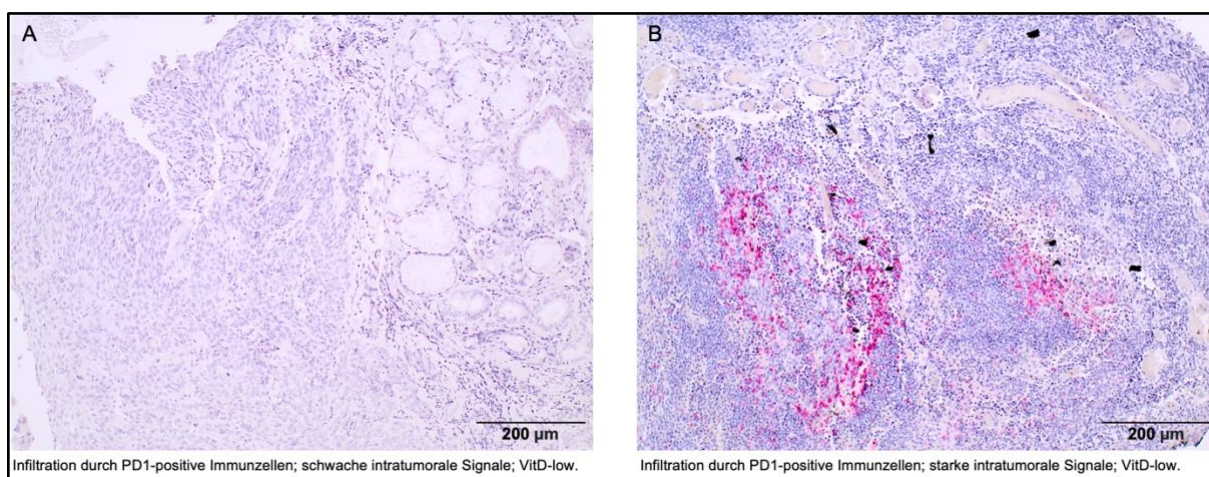 A
B
200 µm
200 µm
Infiltration durch PD1-positive Immunzellen; schwache intratumorale Signale; VitD-low.
Infiltration durch PD1-positive Immunzellen; starke intratumorale Signale; VitD-low.